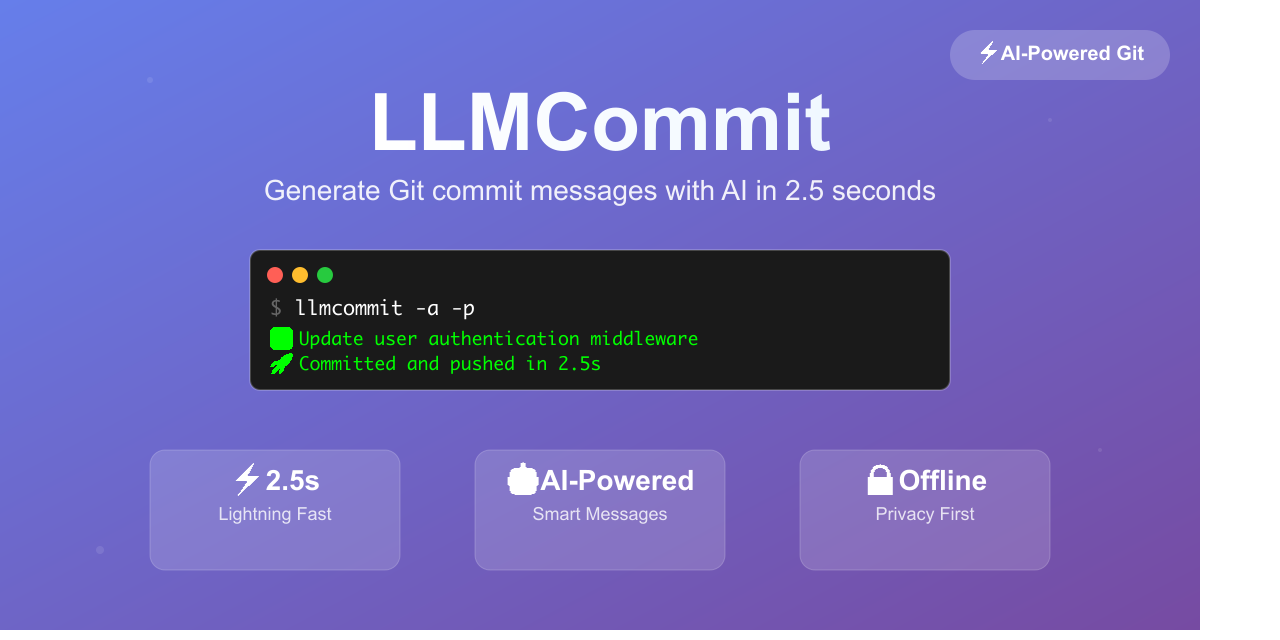 ⚡AI-Powered Git
LLMCommit
Generate Git commit messages with AI in 2.5 seconds
$ llmcommit -a -p
Update user authentication middleware
🚀 Committed and pushed in 2.5s
⚡ 2.5s
Lightning Fast
🤖AI-Powered
Smart Messages
🔒 Offline
Privacy First